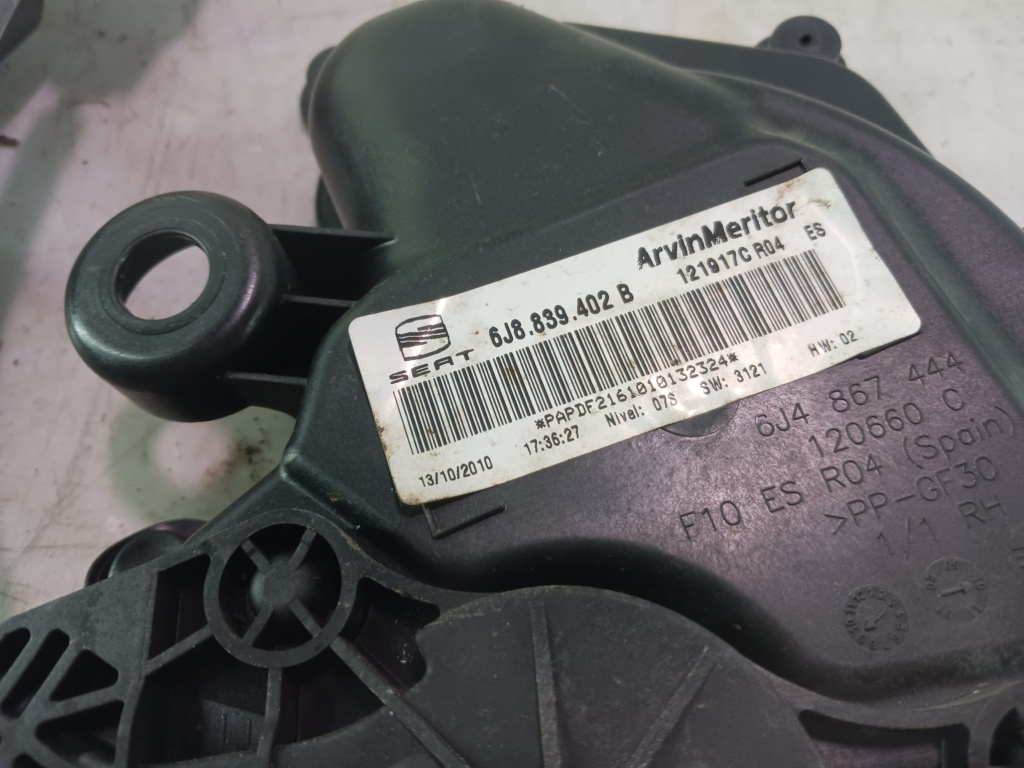 ArvinMeritor
121917C R04 ES
6J8.839.402 B
SEAT
*PAPDF2161010132324*
13/10/2010 17:36:27 Nivel: 07S SW: 3121 HW: 02
6J4 867 444
120660 C
F10 ES R04 (Spain)
>PP-GF30
1/1 RH